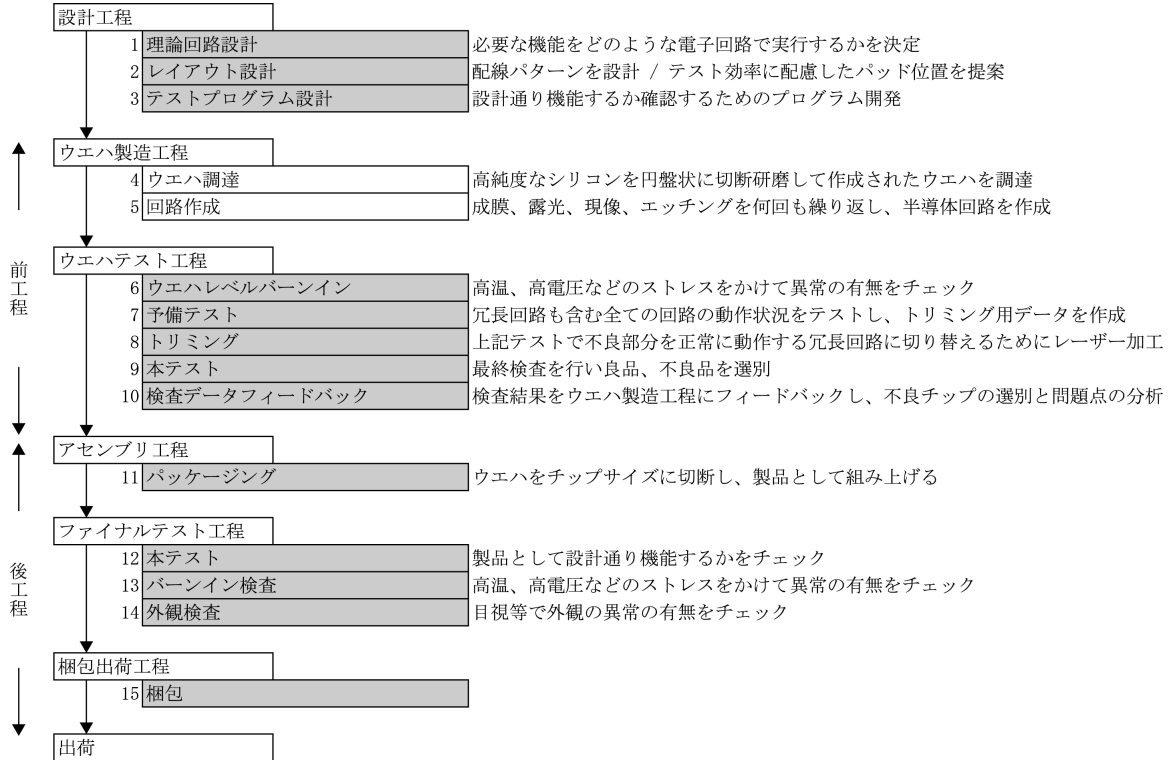 設計工程
1 理論回路設計 必要な機能をどのような電子回路で実行するかを決定
2 レイアウト設計 配線パターンを設計 / テスト効率に配慮したパッド位置を提案
3 テストプログラム設計 設計通り機能するか確認するためのプログラム開発
ウエハ製造工程
4 ウエハ調達 高純度なシリコンを円盤状に切断研磨して作成されたウエハを調達
5 回路作成 成膜、露光、現像、エッチングを何回も繰り返し、半導体回路を作成
前工程
ウエハテスト工程
6 ウエハレベルバーンイン 高温、高電圧などのストレスをかけて異常の有無をチェック
7 予備テスト 冗長回路も含む全ての回路の動作状況をテストし、トリミング用データを作成
8 トリミング 上記テストで不良部分を正常に動作する冗長回路に切り替えるためにレーザー加工
9 本テスト 最終検査を行い良品、不良品を選別
10 検査データフィードバック 検査結果をウエハ製造工程にフィードバックし、不良チップの選別と問題点の分析
アセンブリ工程
11 パッケージング ウエハをチップサイズに切断し、製品として組み上げる
後工程
ファイナルテスト工程
12 本テスト 製品として設計通り機能するかをチェック
13 バーンイン検査 高温、高電圧などのストレスをかけて異常の有無をチェック
14 外観検査 目視等で外観の異常の有無をチェック
梱包出荷工程
15 梱包
出荷